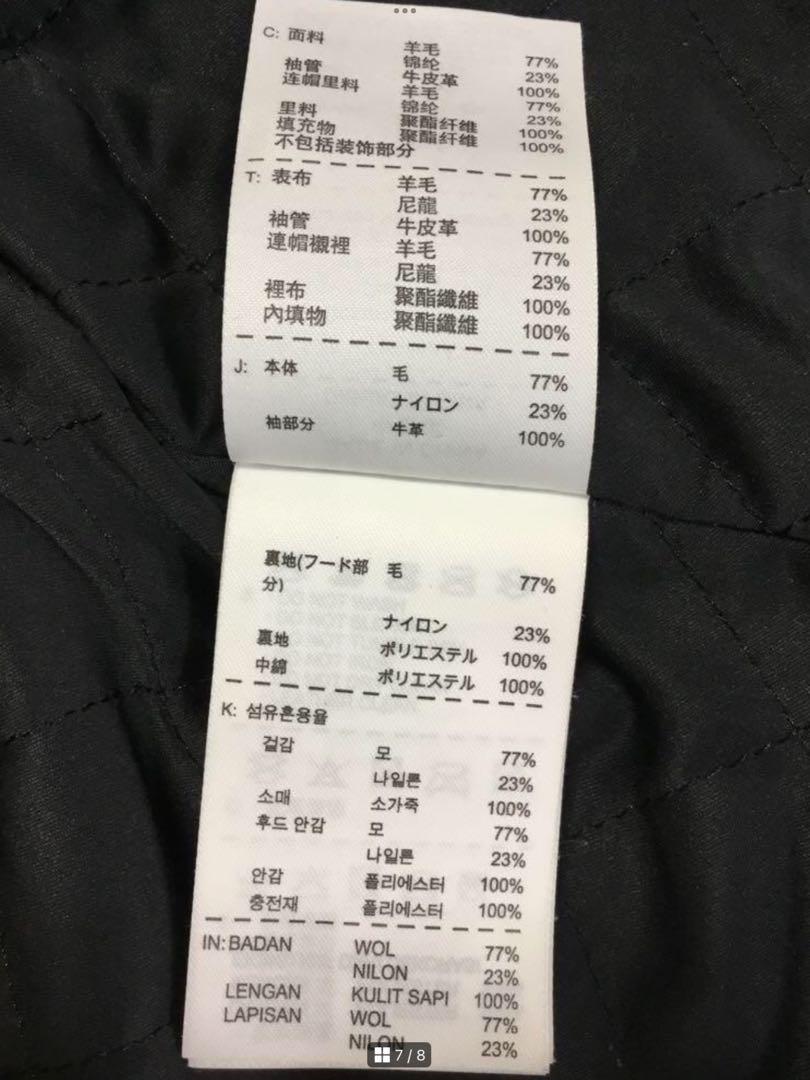 C: 面料 羊毛 77%
锦纶 23%
袖管 牛皮革 100%
连帽里料 羊毛 77%
锦纶 23%
里料 聚酯纤维 100%
填充物 聚酯纤维 100%
不包括装饰部分
T: 表布 羊毛 77%
尼龍 23%
袖管 牛皮革 100%
連帽襯裡 羊毛 77%
尼龍 23%
裡布 聚酯纖維 100%
內填物 聚酯纖維 100%
J: 本体 毛 77%
ナイロン 23%
袖部分 牛革 100%
裏地(フード部 毛 77%
分)
ナイロン 23%
裏地 ポリエステル 100%
中綿 ポリエステル 100%
K: 섬유혼용율
겉감 모 77%
나일론 23%
소매 소가죽 100%
후드 안감 모 77%
나일론 23%
안감 폴리에스터 100%
충전재 폴리에스터 100%
IN: BADAN WOL 77%
NILON 23%
LENGAN KULIT SAPI 100%
LAPISAN WOL 77%
NILON 23%
7 / 8